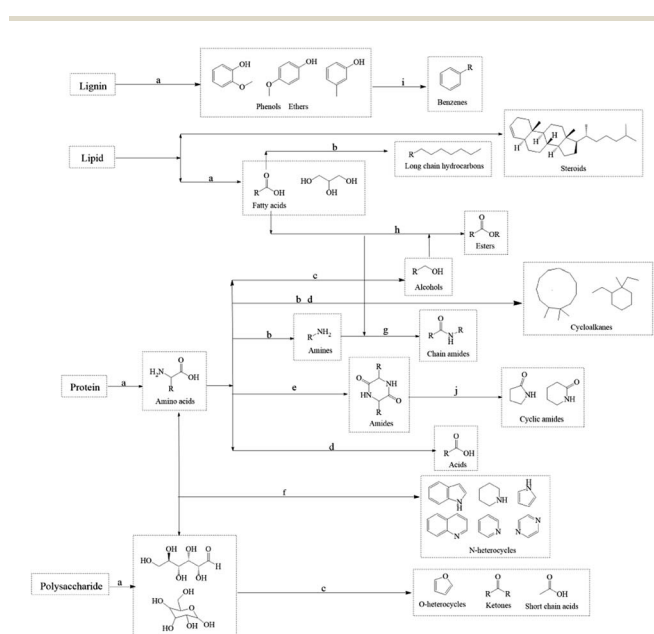 Lignin
a
OH
O
OH
O
OH
Phenols Ethers
i
R
Benzenes
Lipid
b
R
Long chain hydrocarbons
H
H
H
H
Steroids
a
O
R
OH
Fatty acids
HO
OH
OH
h
O
R
OR
Esters
c
R
OH
Alcohols
b d
Cycloalkanes
b
R
NH2
Amines
g
O
R
N
H
R
Chain amides
Protein
a
O
H2N
OH
R
Amino acids
e
R
O
NH
HN
O
R
Amides
j
O
NH
O
NH
Cyclic amides
d
O
R
OH
Acids
f
N
H
NH
H
N
N
N
N
N
N-heterocycles
Polysaccharide
a
OH
OH
O
HO
H
OH
OH
OH
HO
O
HO
OH
OH
c
O
O-heterocycles
O
R
R
Ketones
O
OH
Short chain acids